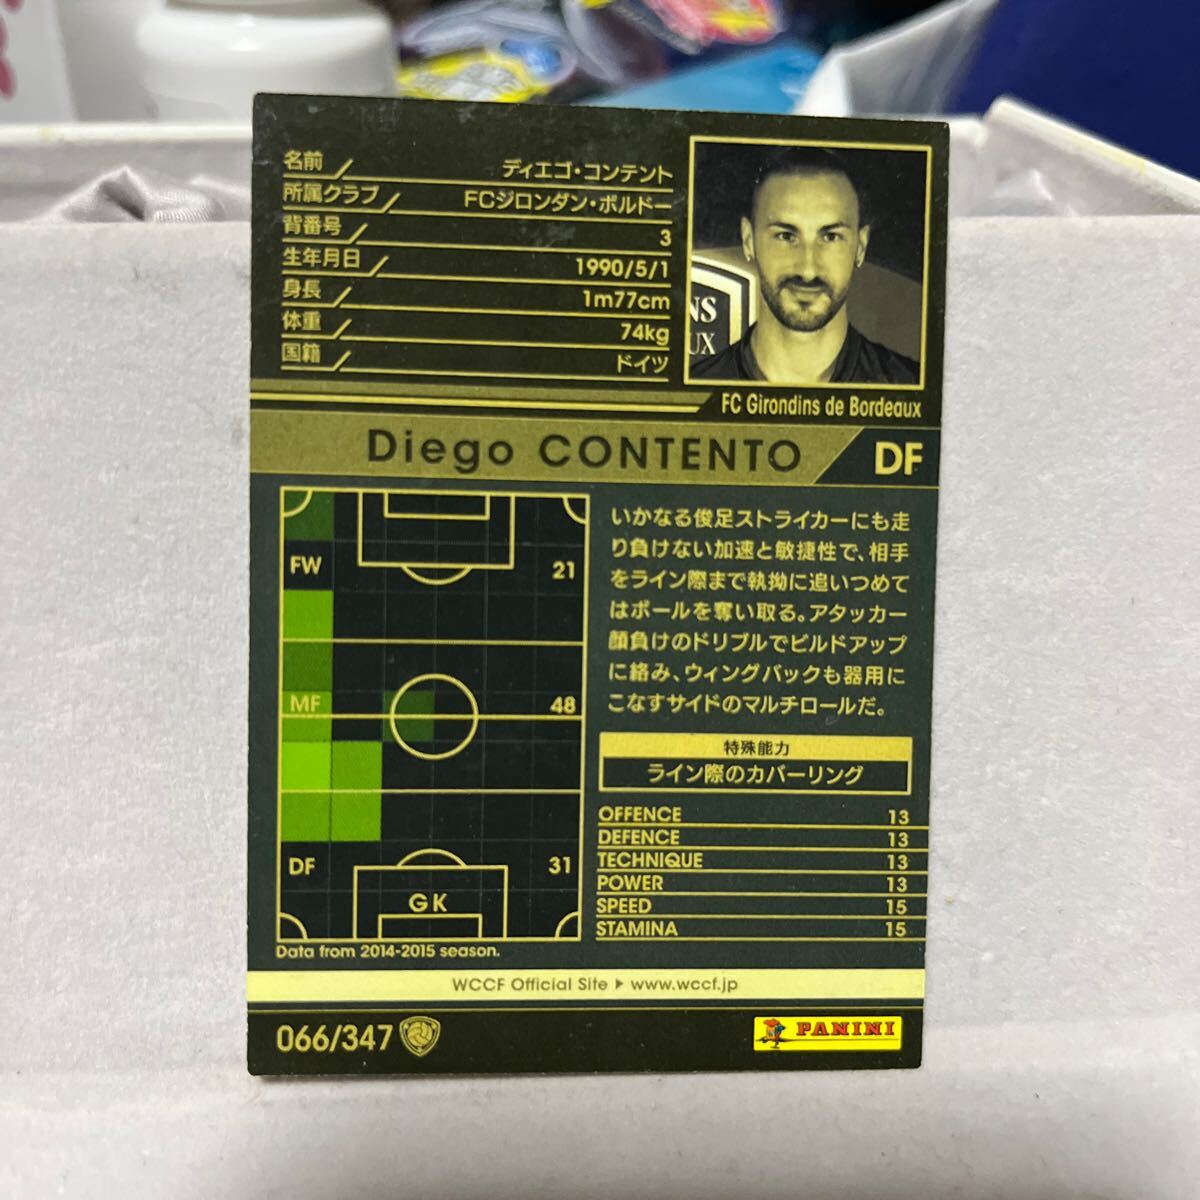 名前 ディエゴ・コンテント
所属クラブ FCジロンダン・ボルドー
背番号 3
生年月日 1990/5/1
身長 1m77cm
体重 74kg
国籍 ドイツ
NS
UX
FC Girondins de Bordeaux
Diego CONTENTO DF
FW 21
MF 48
DF 31
GK
Data from 2014-2015 season.
いかなる俊足ストライカーにも走
り負けない加速と敏捷性で、相手
をライン際まで執拗に追いつめて
はボールを奪い取る。アタッカー
顔負けのドリブルでビルドアップ
に絡み、ウィングバックも器用に
こなすサイドのマルチロールだ。
特殊能力
ライン際のカバーリング
OFFENCE 13
DEFENCE 13
TECHNIQUE 13
POWER 13
SPEED 15
STAMINA 15
WCCF Official Site ▶ www.wccf.jp
066/347
PANINI